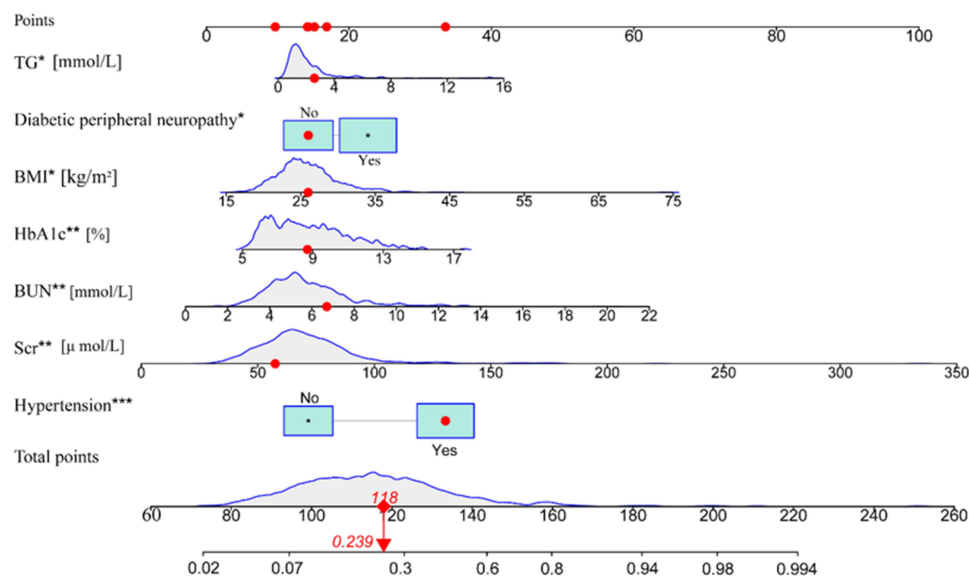 Points
0 20 40 60 80 100
TG* [mmol/L]
0 4 8 12 16
No
Diabetic peripheral neuropathy*
Yes
BMI* [kg/m²]
15 25 35 45 55 65 75
HbA1c** [%]
5 9 13 17
BUN** [mmol/L]
0 2 4 6 8 10 12 14 16 18 20 22
Scr** [μ mol/L]
0 50 100 150 200 250 300 350
No
Hypertension***
Yes
Total points
118
60 80 100 120 140 160 180 200 220 240 260
0.239
0.02 0.07 0.3 0.6 0.8 0.94 0.98 0.994